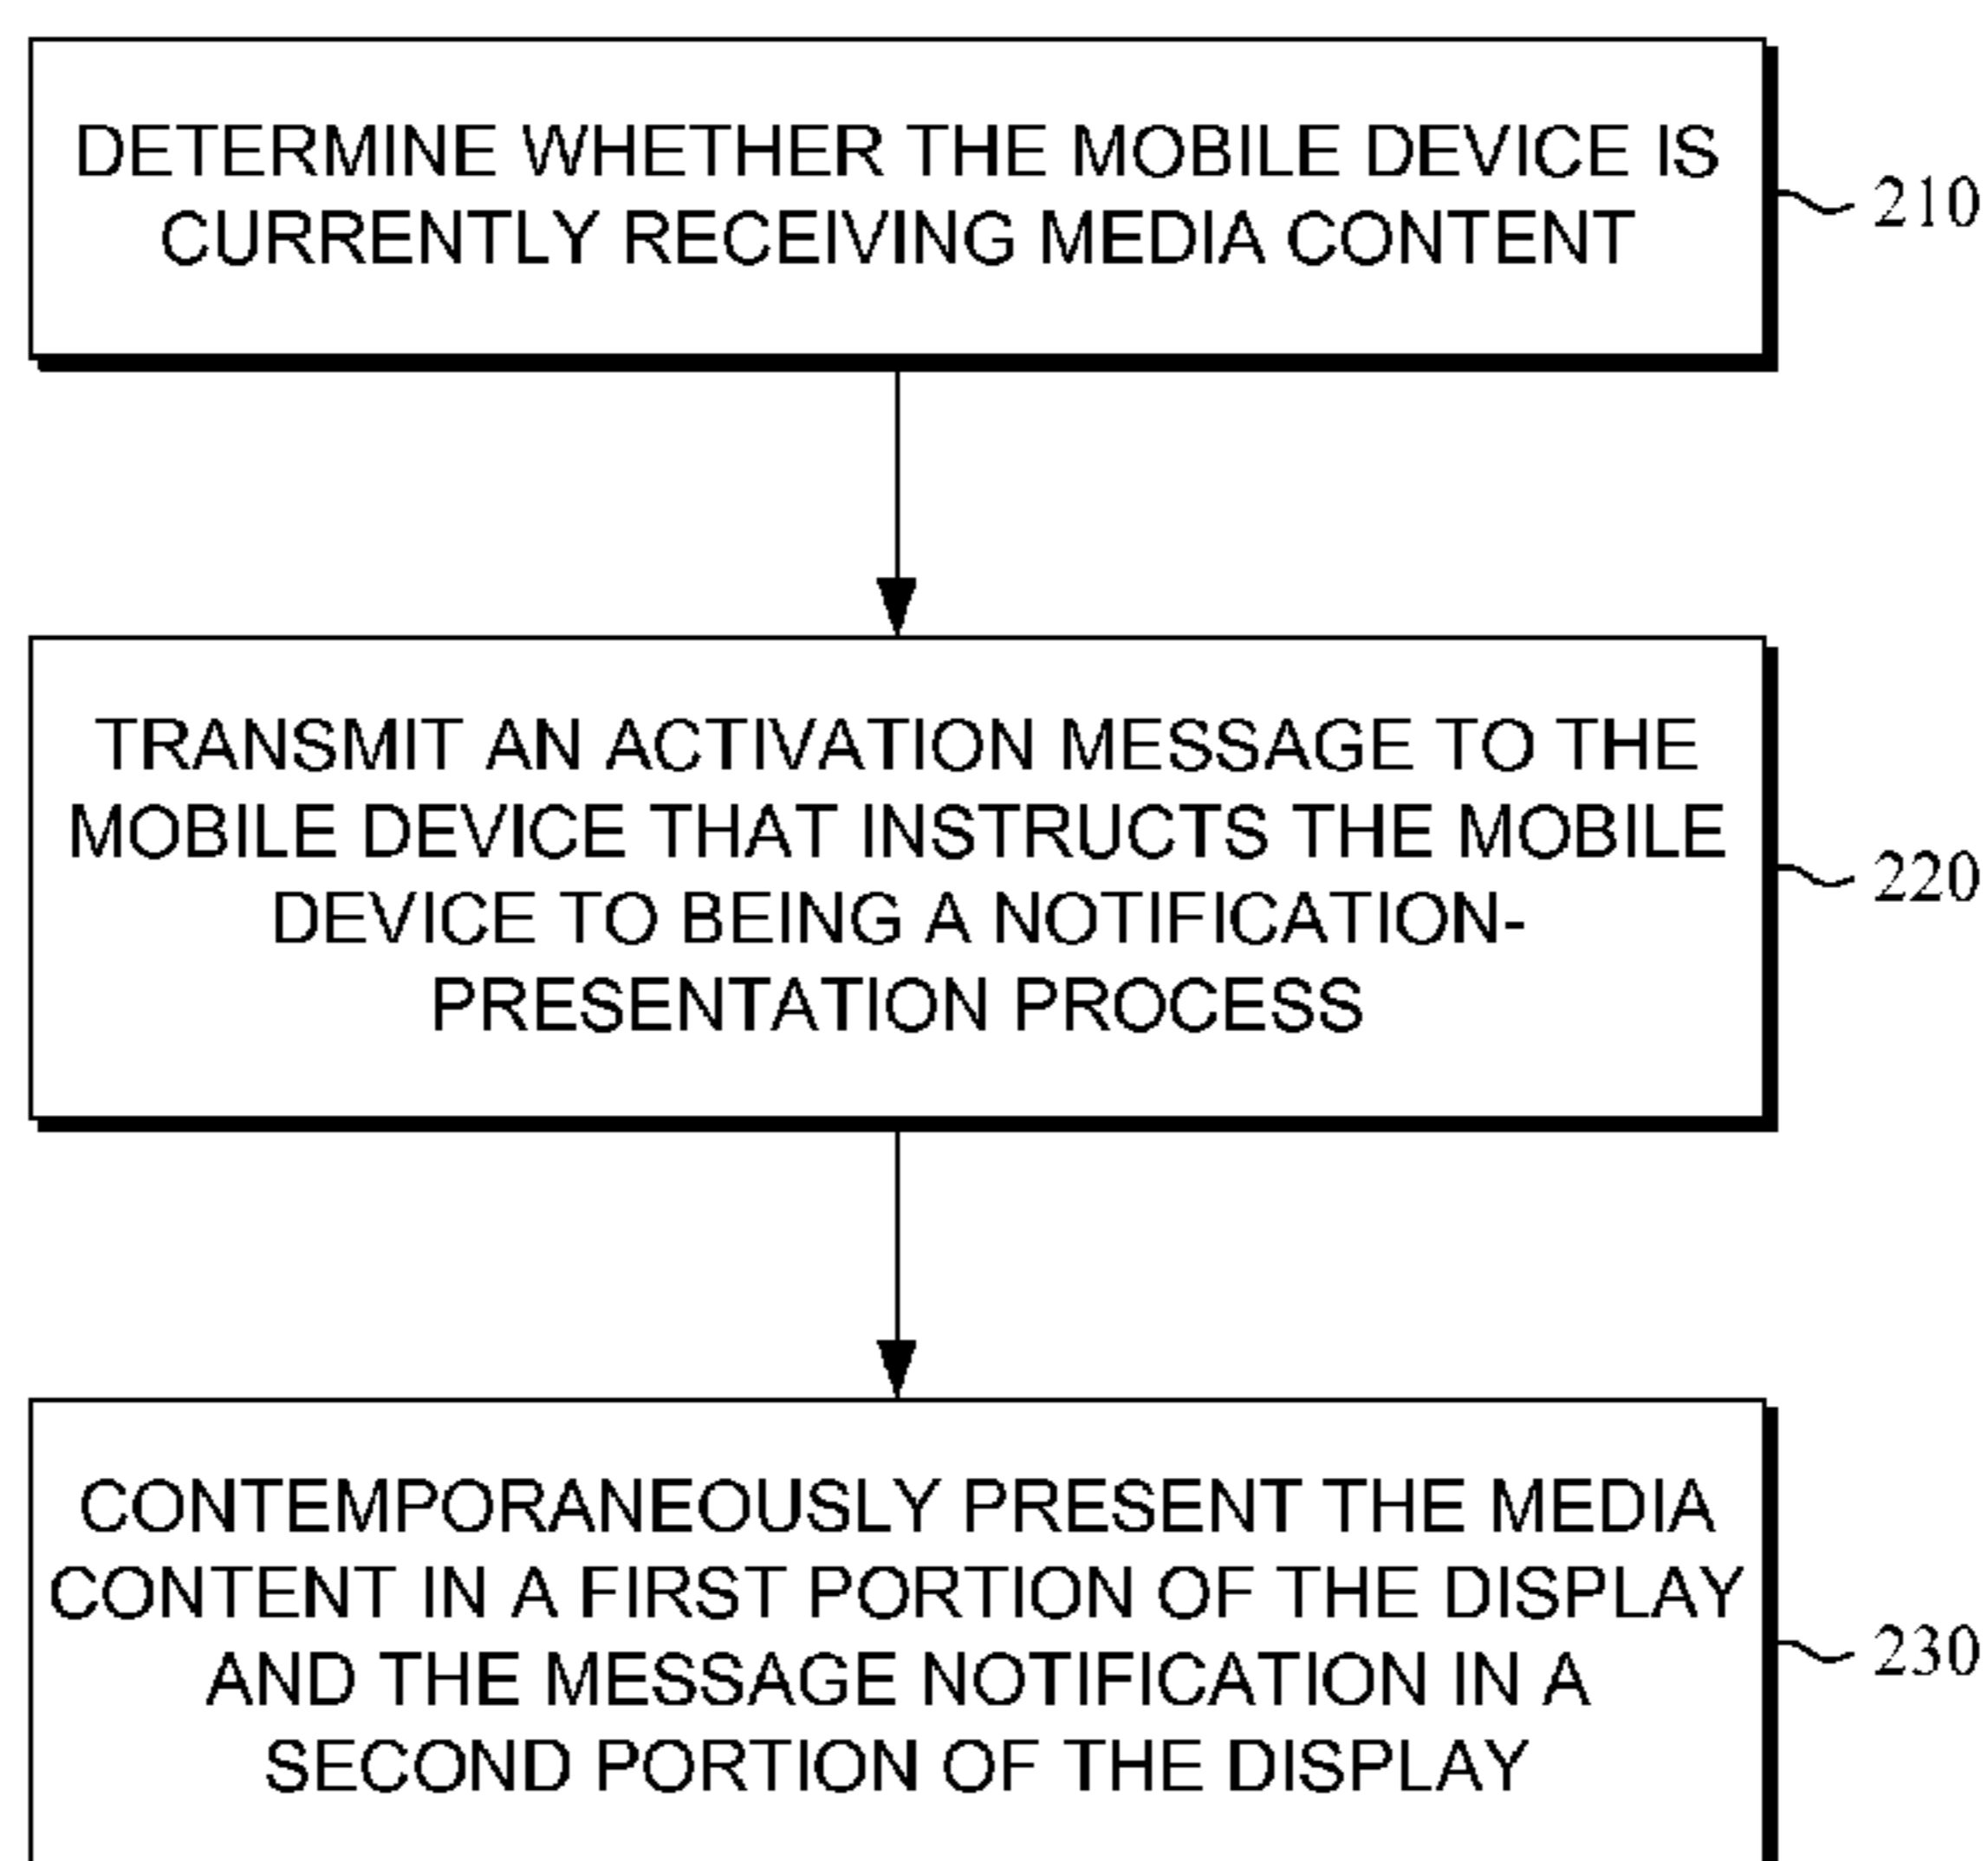 DETERMINE WHETHER THE MOBILE DEVICE IS
CURRENTLY RECEIVING MEDIA CONTENT
210
TRANSMIT AN ACTIVATION MESSAGE TO THE
MOBILE DEVICE THAT INSTRUCTS THE MOBILE
DEVICE TO BEING A NOTIFICATION-
PRESENTATION PROCESS
220
CONTEMPORANEOUSLY PRESENT THE MEDIA
CONTENT IN A FIRST PORTION OF THE DISPLAY
AND THE MESSAGE NOTIFICATION IN A
SECOND PORTION OF THE DISPLAY
230